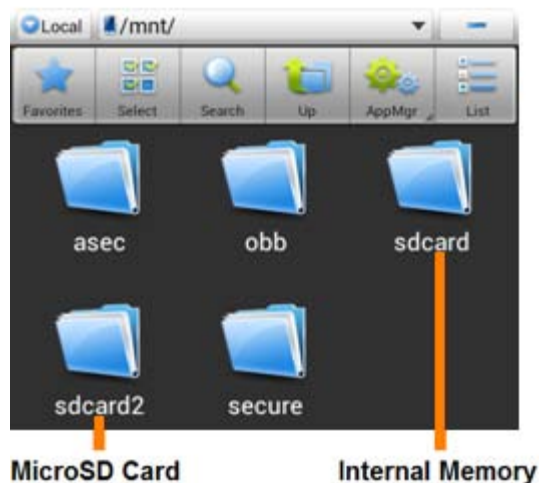 Local /mnt/
Favorites Select Search Up AppMgr List
asec obb sdcard
sdcard2 secure
MicroSD Card Internal Memory